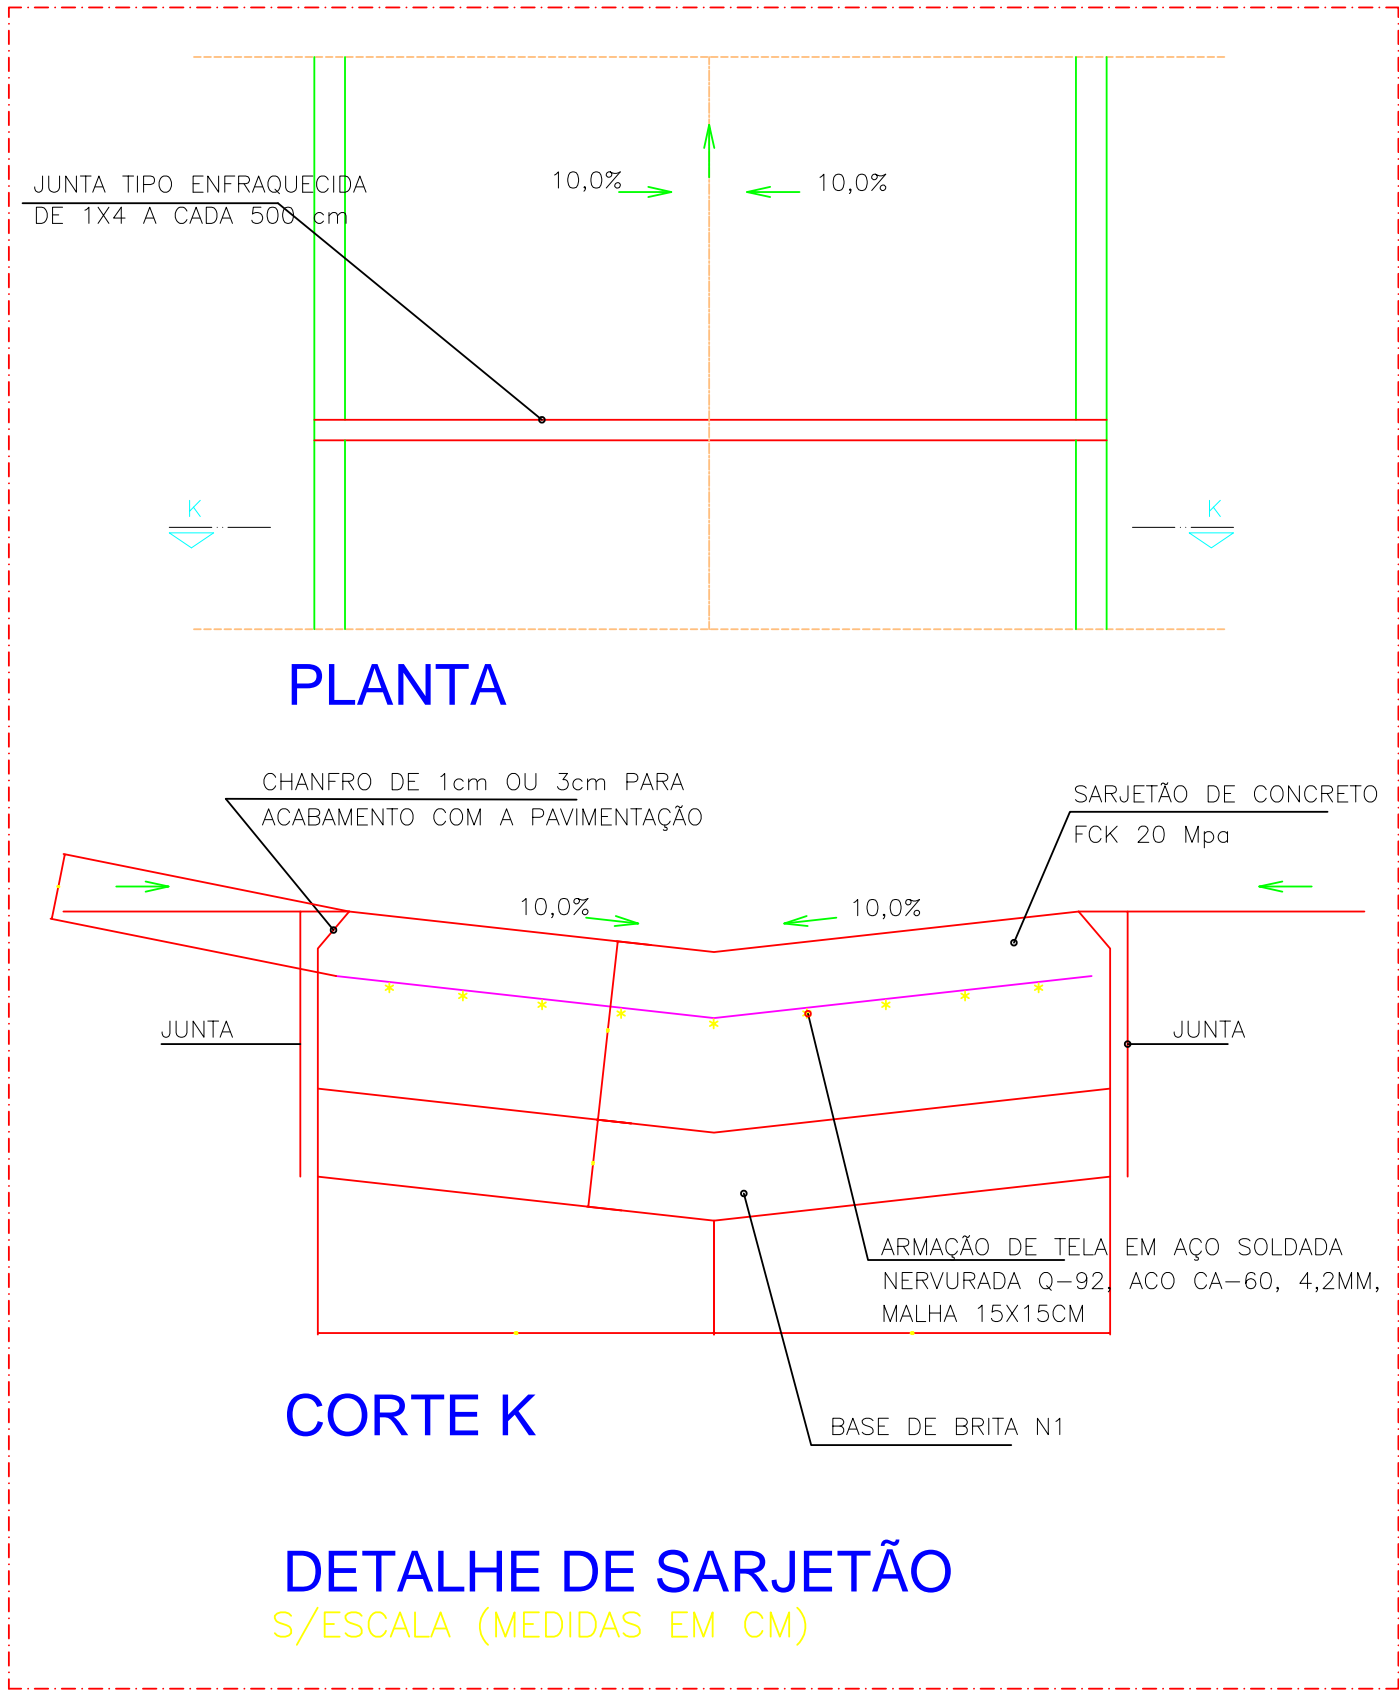 JUNTA TIPO ENFRAQUECIDA
DE 1X4 A CADA 500 cm
10,0%
10,0%
K
K
PLANTA
CHANFRO DE 1cm OU 3cm PARA
ACABAMENTO COM A PAVIMENTAÇÃO
SARJETÃO DE CONCRETO
FCK 20 Mpa
10,0%
10,0%
JUNTA
JUNTA
ARMAÇÃO DE TELA EM AÇO SOLDADA
NERVURADA Q-92, ACO CA-60, 4,2MM,
MALHA 15X15CM
CORTE K
BASE DE BRITA N1
DETALHE DE SARJETÃO
S/ESCALA (MEDIDAS EM CM)